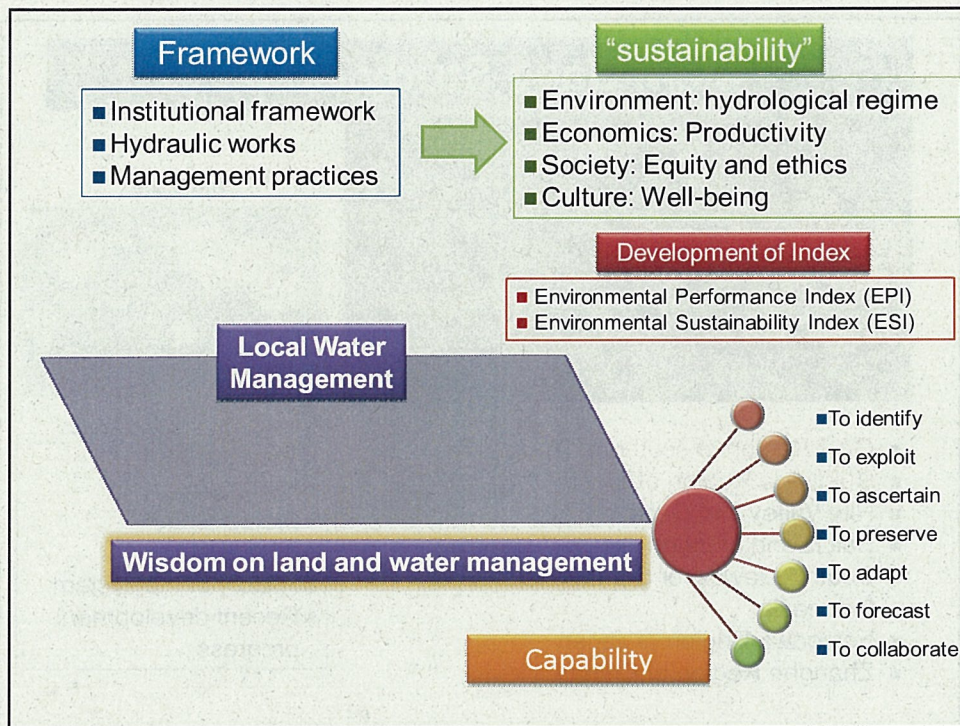 Framework
■ Institutional framework
■ Hydraulic works
■ Management practices
“sustainability”
■ Environment: hydrological regime
■ Economics: Productivity
■ Society: Equity and ethics
■ Culture: Well-being
Development of Index
■ Environmental Performance Index (EPI)
■ Environmental Sustainability Index (ESI)
Local Water
Management
Wisdom on land and water management
■To identify
■To exploit
■To ascertain
■To preserve
■To adapt
■To forecast
■To collaborate
Capability